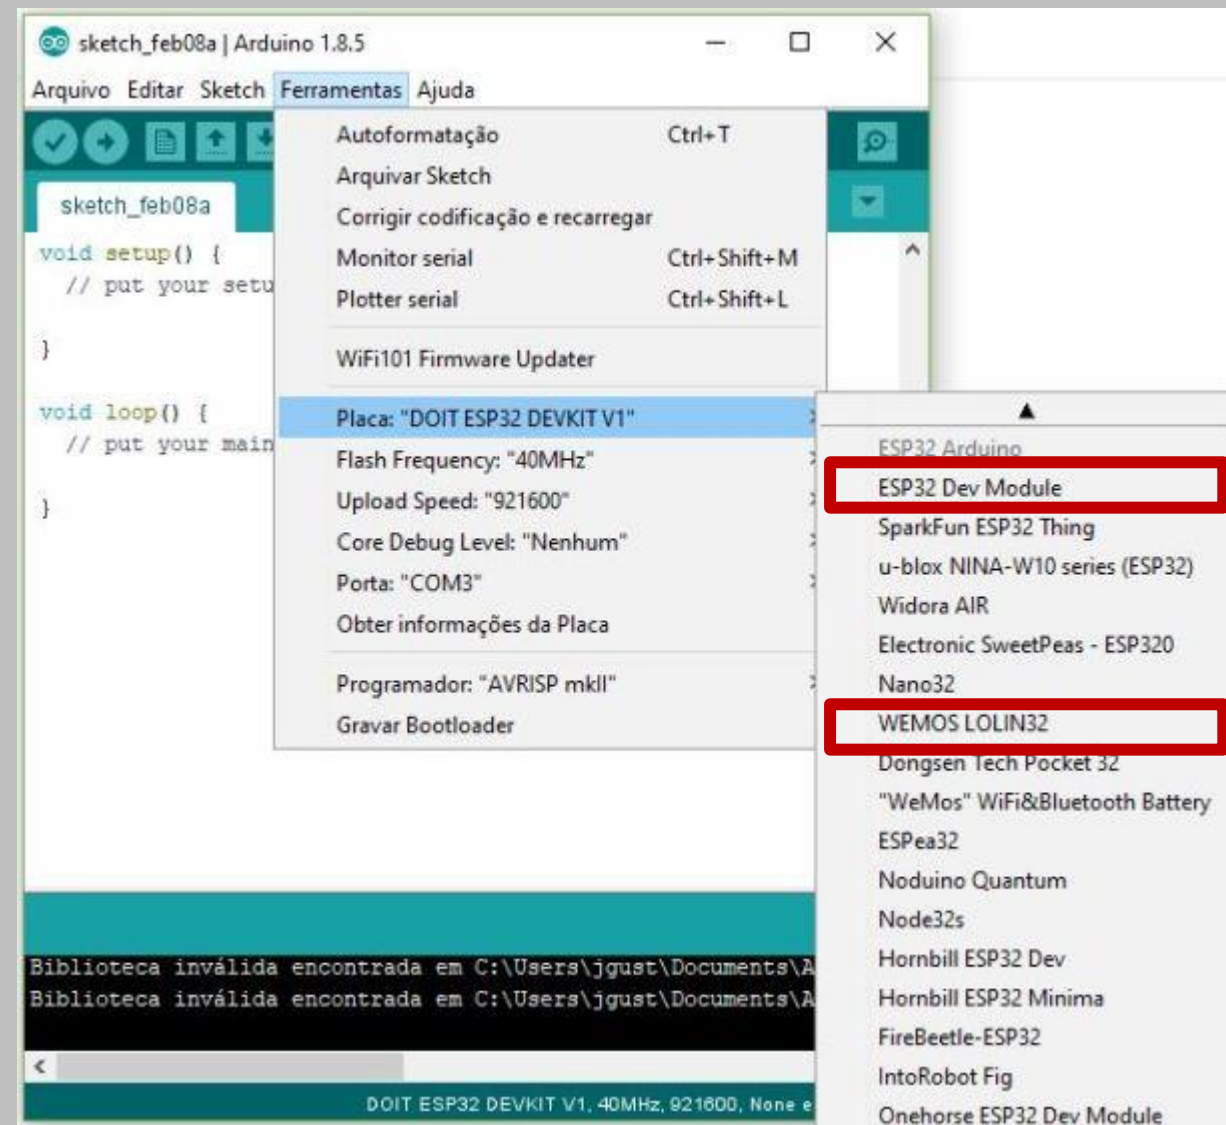 sketch_feb08a | Arduino 1.8.5
Arquivo Editar Sketch Ferramentas Ajuda
Autoformatação Ctrl+T
Arquivar Sketch
Corrigir codificação e recarregar
Monitor serial Ctrl+Shift+M
Plotter serial Ctrl+Shift+L
WiFi101 Firmware Updater
Placa: "DOIT ESP32 DEVKIT V1"
Flash Frequency: "40MHz"
Upload Speed: "921600"
Core Debug Level: "Nenhum"
Porta: "COM3"
Obter informações da Placa
Programador: "AVRISP mkII"
Gravar Bootloader
sketch_feb08a
void setup() {
// put your setu
}
void loop() {
// put your main
}
ESP32 Arduino
ESP32 Dev Module
SparkFun ESP32 Thing
u-blox NINA-W10 series (ESP32)
Widora AIR
Electronic SweetPeas - ESP320
Nano32
WEMOS LOLIN32
Dongsen Tech Pocket 32
"WeMos" WiFi&Bluetooth Battery
ESPea32
Noduino Quantum
Node32s
Hornbill ESP32 Dev
Hornbill ESP32 Minima
FireBeetle-ESP32
IntoRobot Fig
Onehorse ESP32 Dev Module
Biblioteca inválida encontrada em C:\Users\jgust\Documents\A
Biblioteca inválida encontrada em C:\Users\jgust\Documents\A
DOIT ESP32 DEVKIT V1, 40MHz, 921600, None e